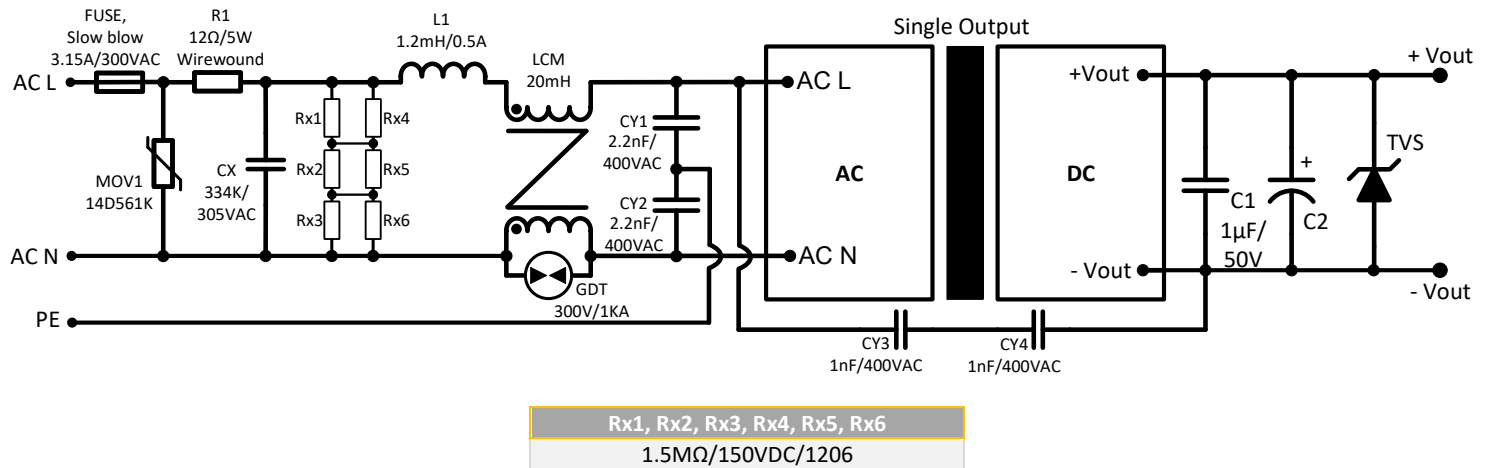 FUSE,
Slow blow
3.15A/300VAC
R1
12Ω/5W
Wirewound
L1
1.2mH/0.5A
LCM
20mH
Single Output
AC L
MOV1
14D561K
CX
334K/
305VAC
Rx1
Rx2
Rx3
Rx4
Rx5
Rx6
CY1
2.2nF/
400VAC
CY2
2.2nF/
400VAC
GDT
300V/1KA
AC N
PE
AC L
AC
AC N
+Vout
DC
- Vout
C1
1µF/
50V
+
C2
TVS
+ Vout
- Vout
CY3
1nF/400VAC
CY4
1nF/400VAC
Rx1, Rx2, Rx3, Rx4, Rx5, Rx6
1.5MΩ/150VDC/1206